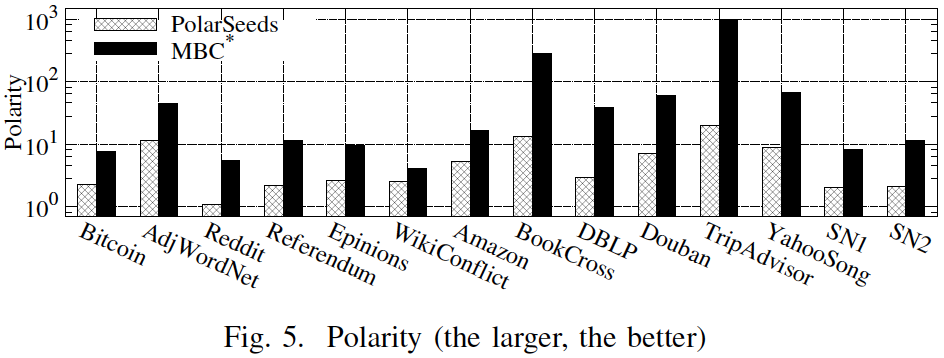 10³
PolarSeeds
MBC*
10²
Polarity
10¹
10⁰
Bitcoin
AdjWordNet
Reddit
Referendum
Epinions
WikiConflict
Amazon
BookCross
DBLP
Douban
TripAdvisor
YahooSong
SN1
SN2
Fig. 5. Polarity (the larger, the better)